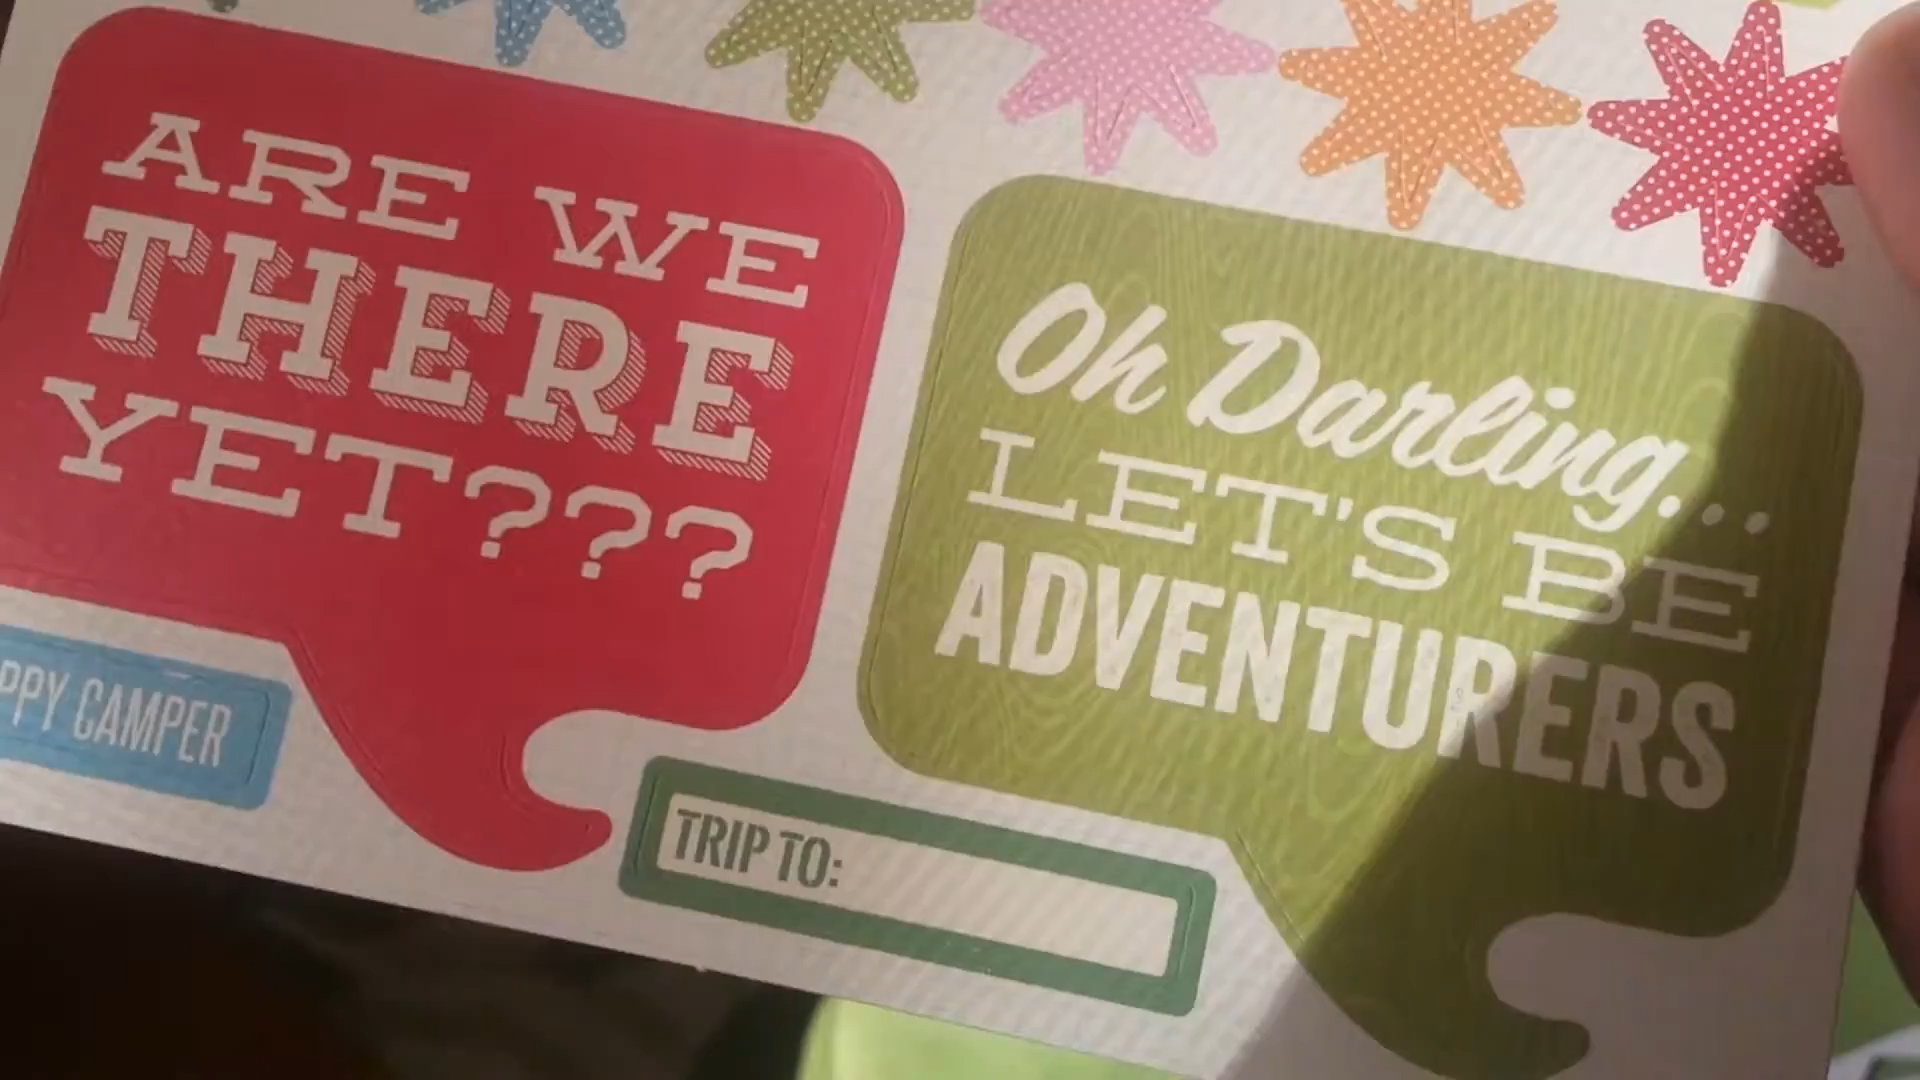 ARE WE
THERE
YET???
Oh Darling...
LET'S BE
ADVENTURERS
PPY CAMPER
TRIP TO: